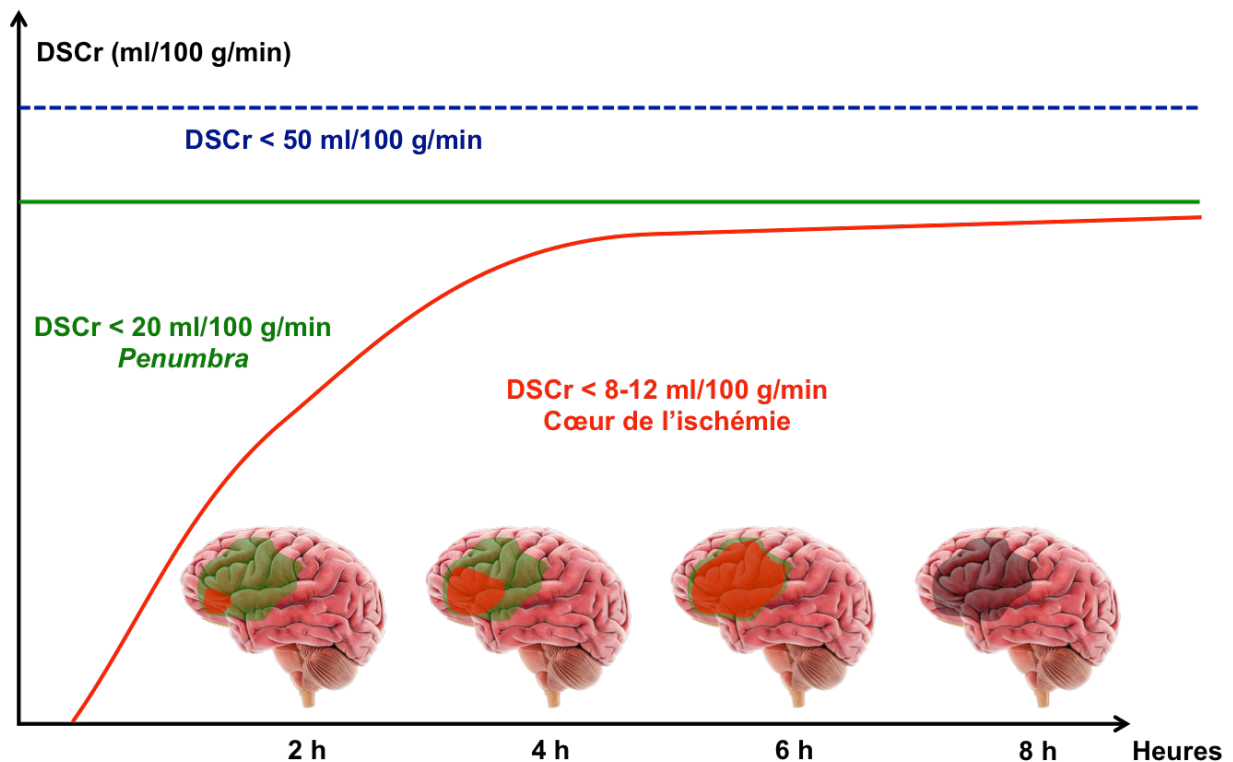 DSCr (ml/100 g/min)
DSCr < 50 ml/100 g/min
DSCr < 20 ml/100 g/min
Penumbra
DSCr < 8-12 ml/100 g/min
Cœur de l’ischémie
2 h
4 h
6 h
8 h
Heures